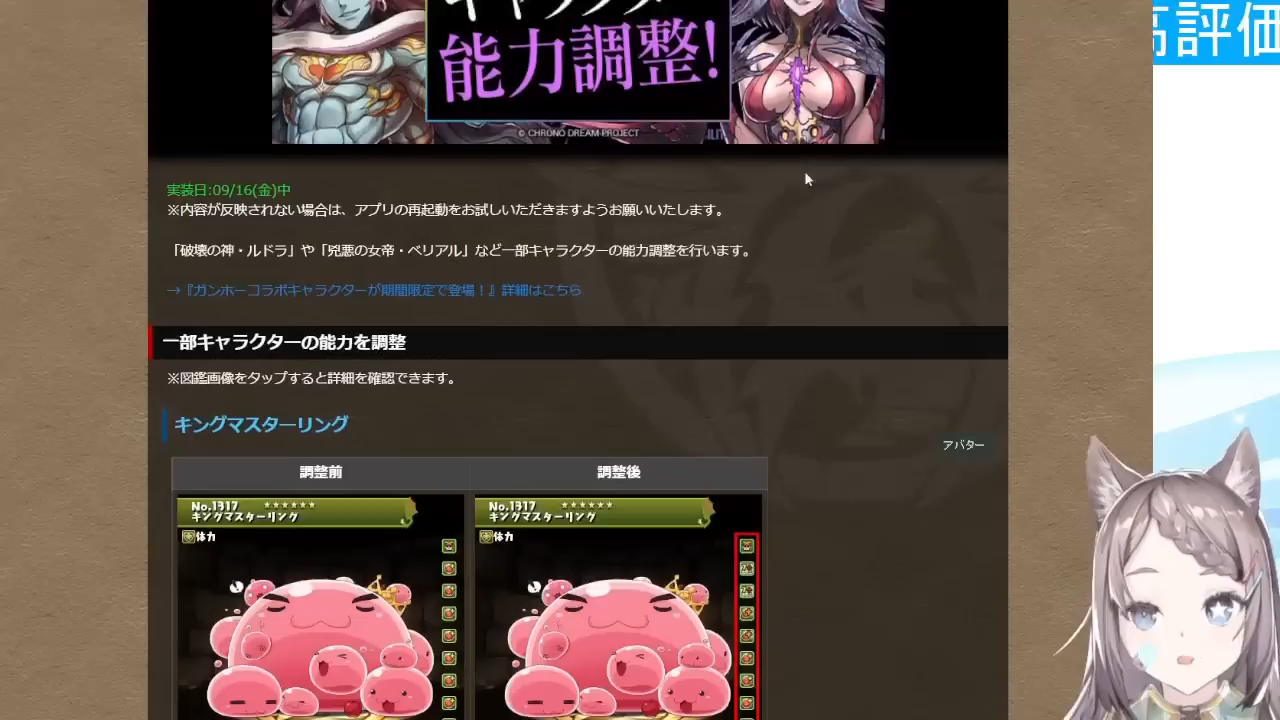 キャラクター
能力調整!
© CHRONO DREAM PROJECT
高評価
実装日:09/16(金)中
※内容が反映されない場合は、アプリの再起動をお試しいただきますようお願いいたします。
「破壊の神・ルドラ」や「兇悪の女帝・ベリアル」など一部キャラクターの能力調整を行います。
→『ガンホーコラボキャラクターが期間限定で登場！』詳細はこちら
一部キャラクターの能力を調整
※図鑑画像をタップすると詳細を確認できます。
キングマスターリング
アバター
調整前
調整後
No.1317 ★★★★★★
キングマスターリング
体力
No.1317 ★★★★★★
キングマスターリング
体力